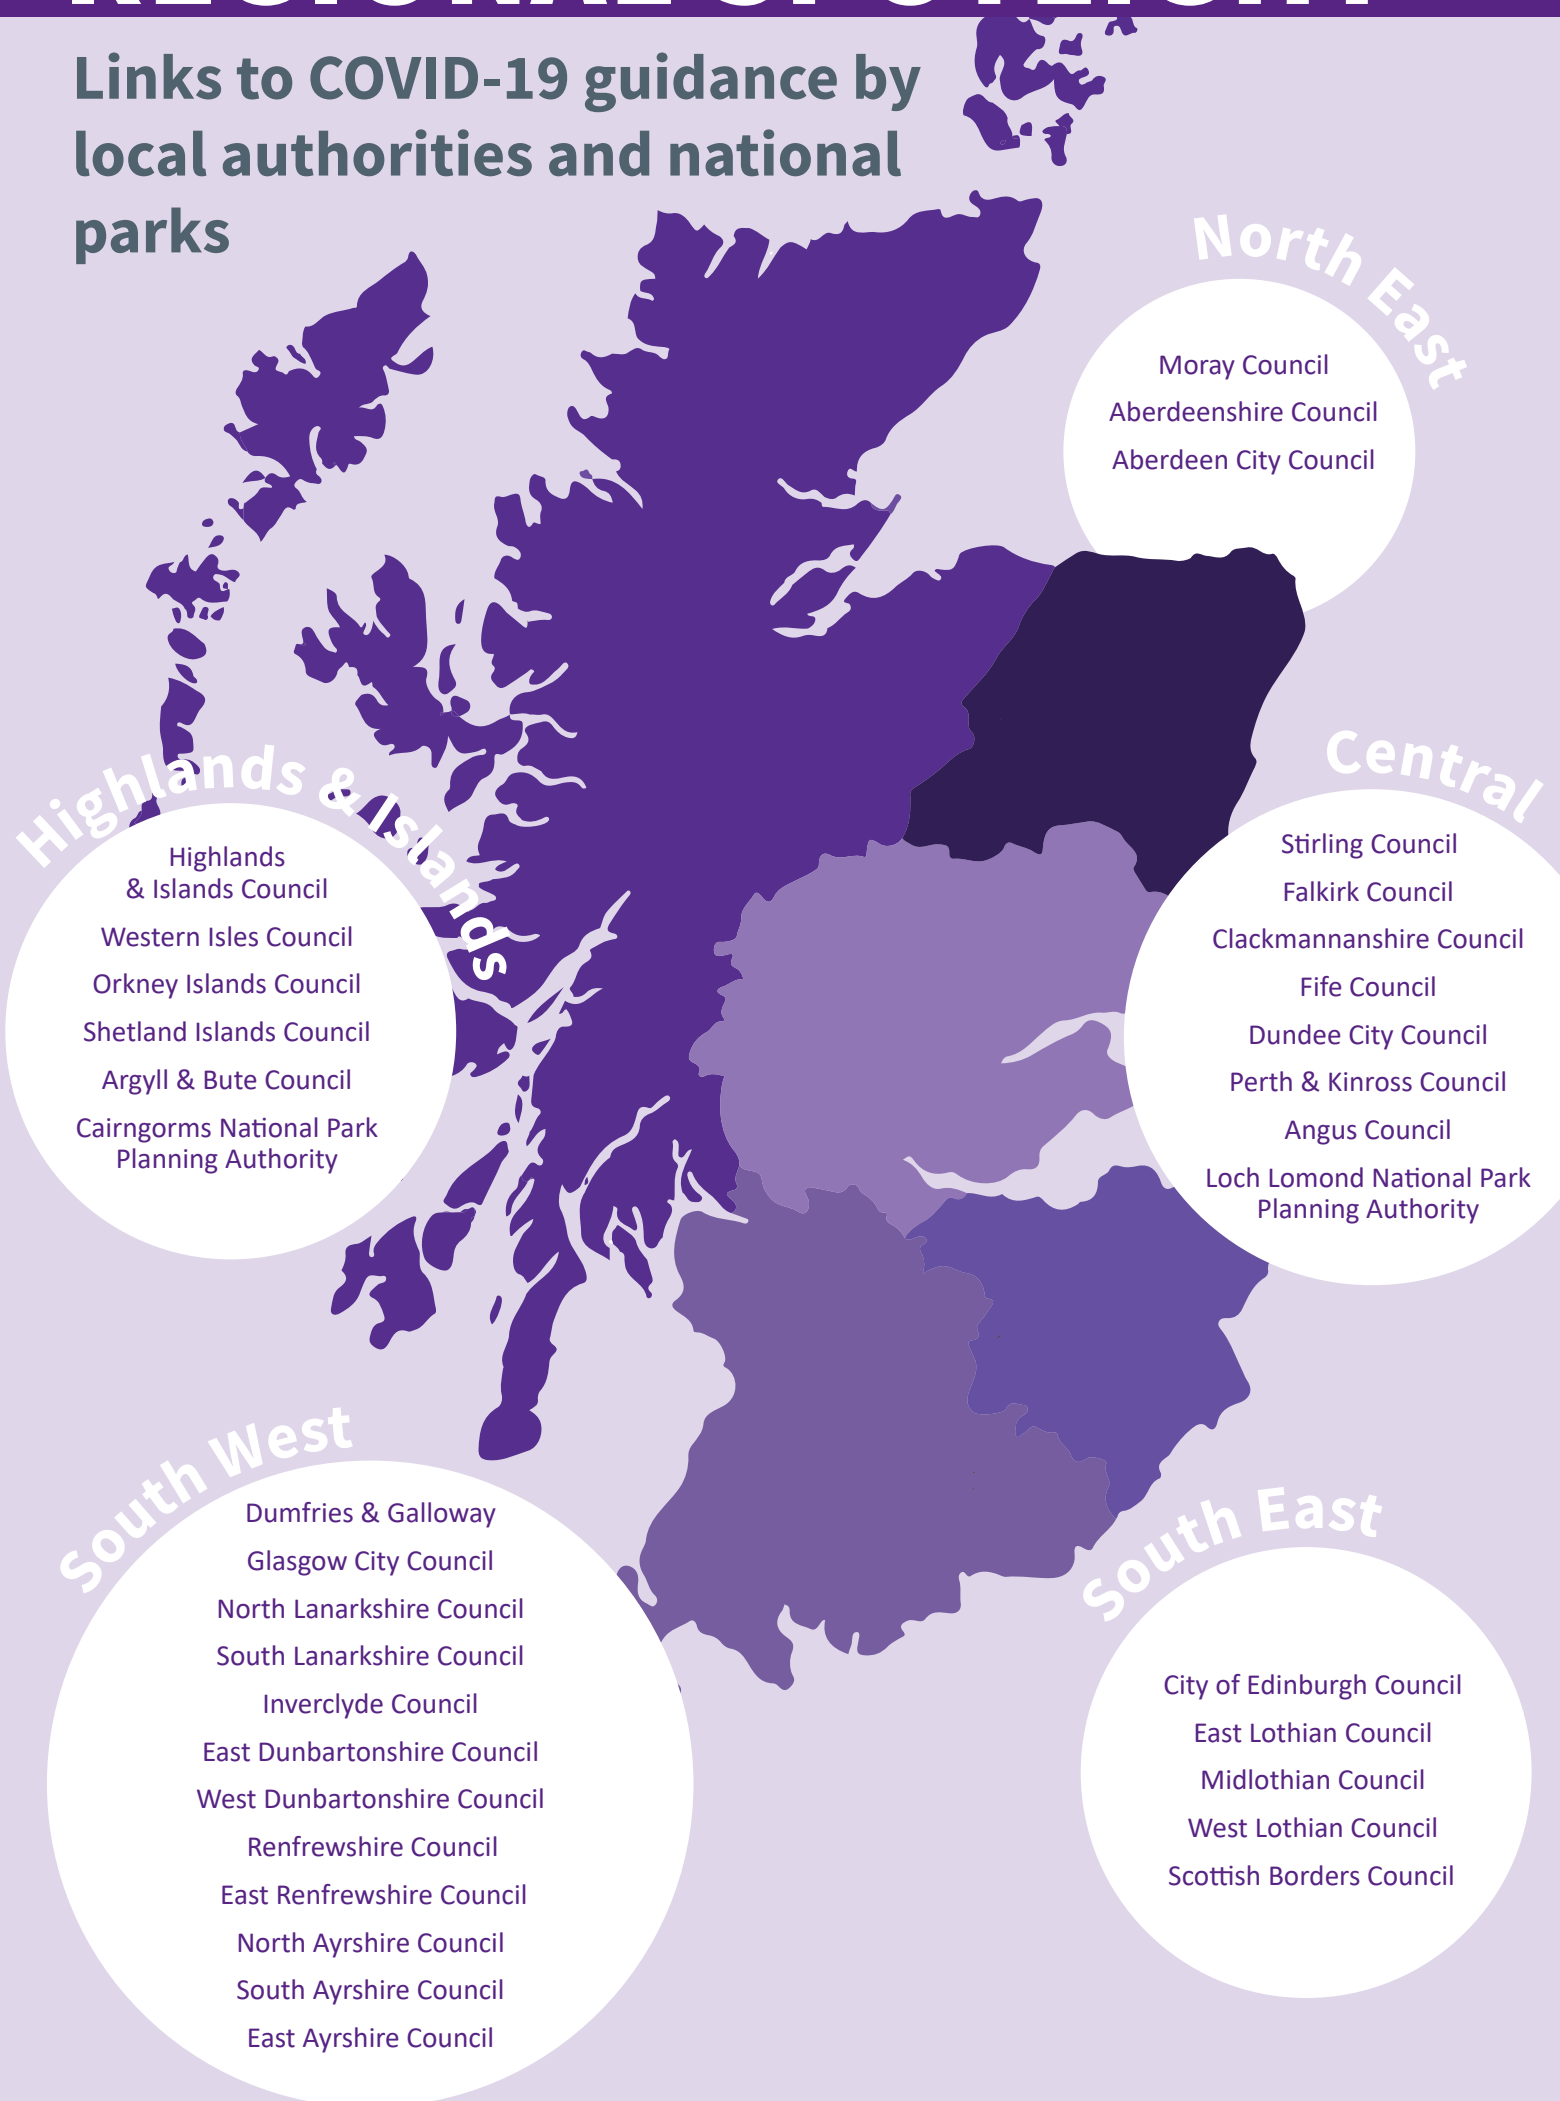 REGIONAL SPOTLIGHT
Links to COVID-19 guidance by
local authorities and national
parks
North East
Moray Council
Aberdeenshire Council
Aberdeen City Council
Central
Stirling Council
Falkirk Council
Clackmannanshire Council
Fife Council
Dundee City Council
Perth & Kinross Council
Angus Council
Loch Lomond National Park
Planning Authority
Highlands & Islands
Highlands
& Islands Council
Western Isles Council
Orkney Islands Council
Shetland Islands Council
Argyll & Bute Council
Cairngorms National Park
Planning Authority
South West
Dumfries & Galloway
Glasgow City Council
North Lanarkshire Council
South Lanarkshire Council
Inverclyde Council
East Dunbartonshire Council
West Dunbartonshire Council
Renfrewshire Council
East Renfrewshire Council
North Ayrshire Council
South Ayrshire Council
East Ayrshire Council
South East
City of Edinburgh Council
East Lothian Council
Midlothian Council
West Lothian Council
Scottish Borders Council